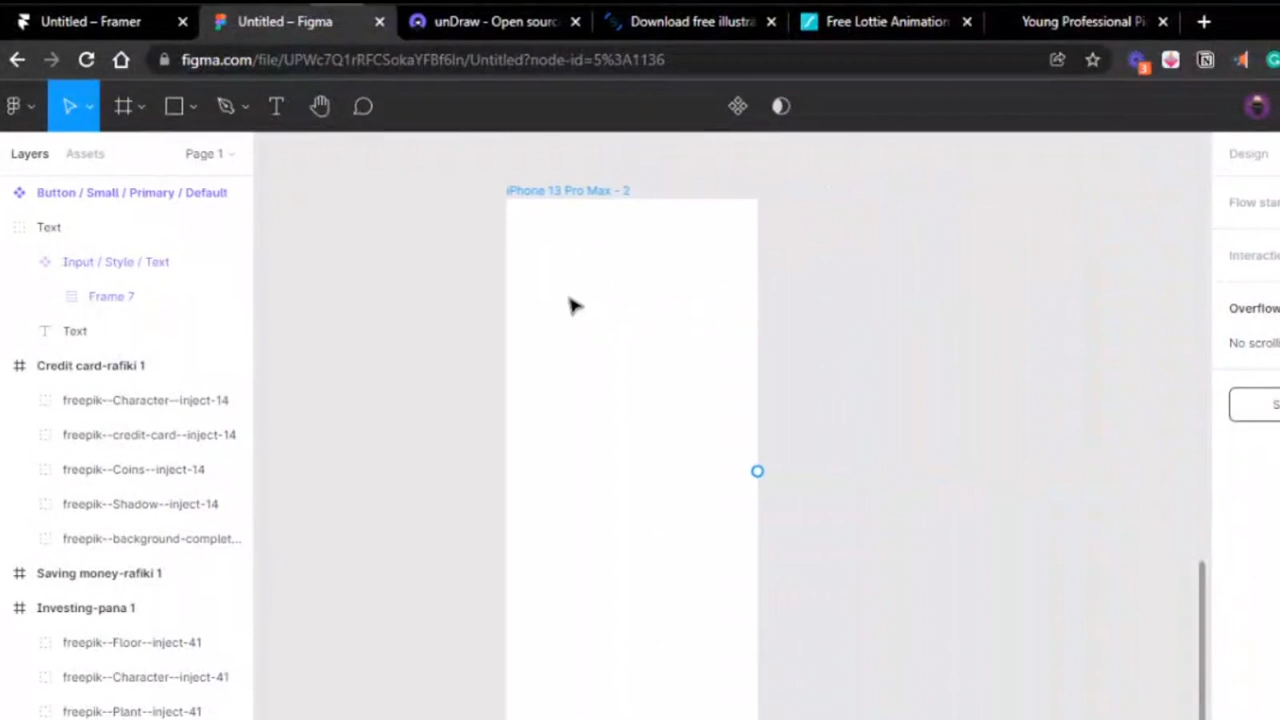 Untitled – Framer
Untitled – Figma
unDraw - Open sourc
Download free illustra
Free Lottie Animation
Young Professional Pi
figma.com/file/UPWc7Q1rRFCSokaYFBf6ln/Untitled?node-id=5%3A1136
3
Layers
Assets
Page 1
Design
Button / Small / Primary / Default
Text
Input / Style / Text
Frame 7
Text
Credit card-rafiki 1
freepik--Character--inject-14
freepik--credit-card--inject-14
freepik--Coins--inject-14
freepik--Shadow--inject-14
freepik--background-complet...
Saving money-rafiki 1
Investing-pana 1
freepik--Floor--inject-41
freepik--Character--inject-41
freepik--Plant--inject-41
iPhone 13 Pro Max - 2
Flow star
Interacti
Overflow
No scrolli
S